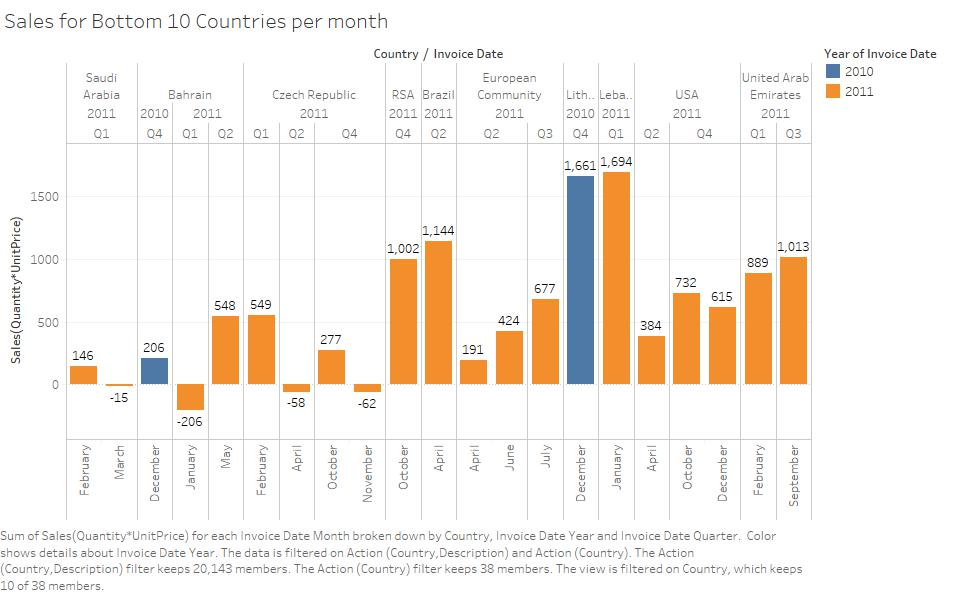 Sales for Bottom 10 Countries per month
Country / Invoice Date
Year of Invoice Date
2010
2011
Saudi
Arabia
Bahrain
Czech Republic
RSA
Brazil
European
Community
Lith..
Leba..
USA
United Arab
Emirates
2011 2010 2011 2011 2011 2011 2011 2010 2011 2011 2011
Q1 Q4 Q1 Q2 Q1 Q2 Q4 Q4 Q2 Q2 Q3 Q4 Q1 Q2 Q4 Q1 Q3
Sales(Quantity*UnitPrice)
1500
1000
500
0
146
-15
206
-206
548
549
-58
277
-62
1,002
1,144
191
424
677
1,661
1,694
384
732
615
889
1,013
February
March
December
January
May
February
April
October
November
October
April
April
June
July
December
January
April
October
December
February
September
Sum of Sales(Quantity*UnitPrice) for each Invoice Date Month broken down by Country, Invoice Date Year and Invoice Date Quarter. Color
shows details about Invoice Date Year. The data is filtered on Action (Country,Description) and Action (Country). The Action
(Country,Description) filter keeps 20,143 members. The Action (Country) filter keeps 38 members. The view is filtered on Country, which keeps
10 of 38 members.